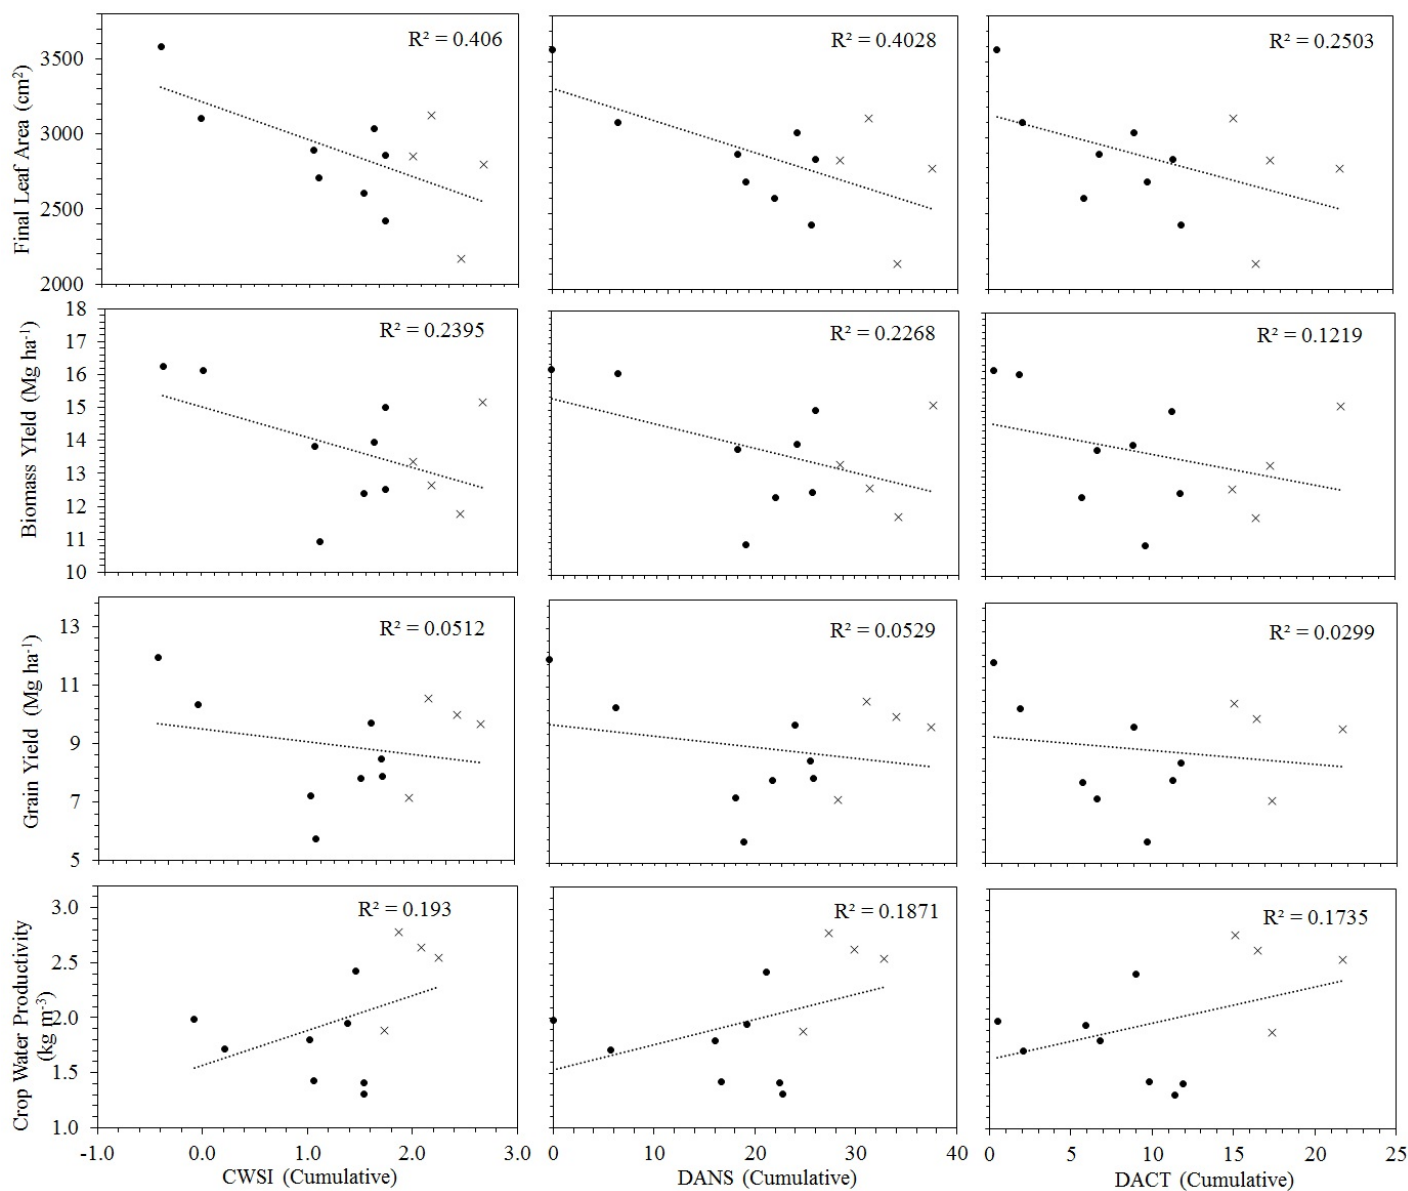 R² = 0.406
R² = 0.4028
R² = 0.2503
Final Leaf Area (cm²)
3500
3000
2500
2000
R² = 0.2395
R² = 0.2268
R² = 0.1219
Biomass YIeld (Mg ha⁻¹)
18
17
16
15
14
13
12
11
10
R² = 0.0512
R² = 0.0529
R² = 0.0299
Grain Yield (Mg ha⁻¹)
13
11
9
7
5
R² = 0.193
R² = 0.1871
R² = 0.1735
Crop Water Productivity
(kg m⁻³)
3.0
2.5
2.0
1.5
1.0
-1.0 0.0 1.0 2.0 3.0 0 10 20 30 40 0 5 10 15 20 25
CWSI (Cumulative) DANS (Cumulative) DACT (Cumulative)